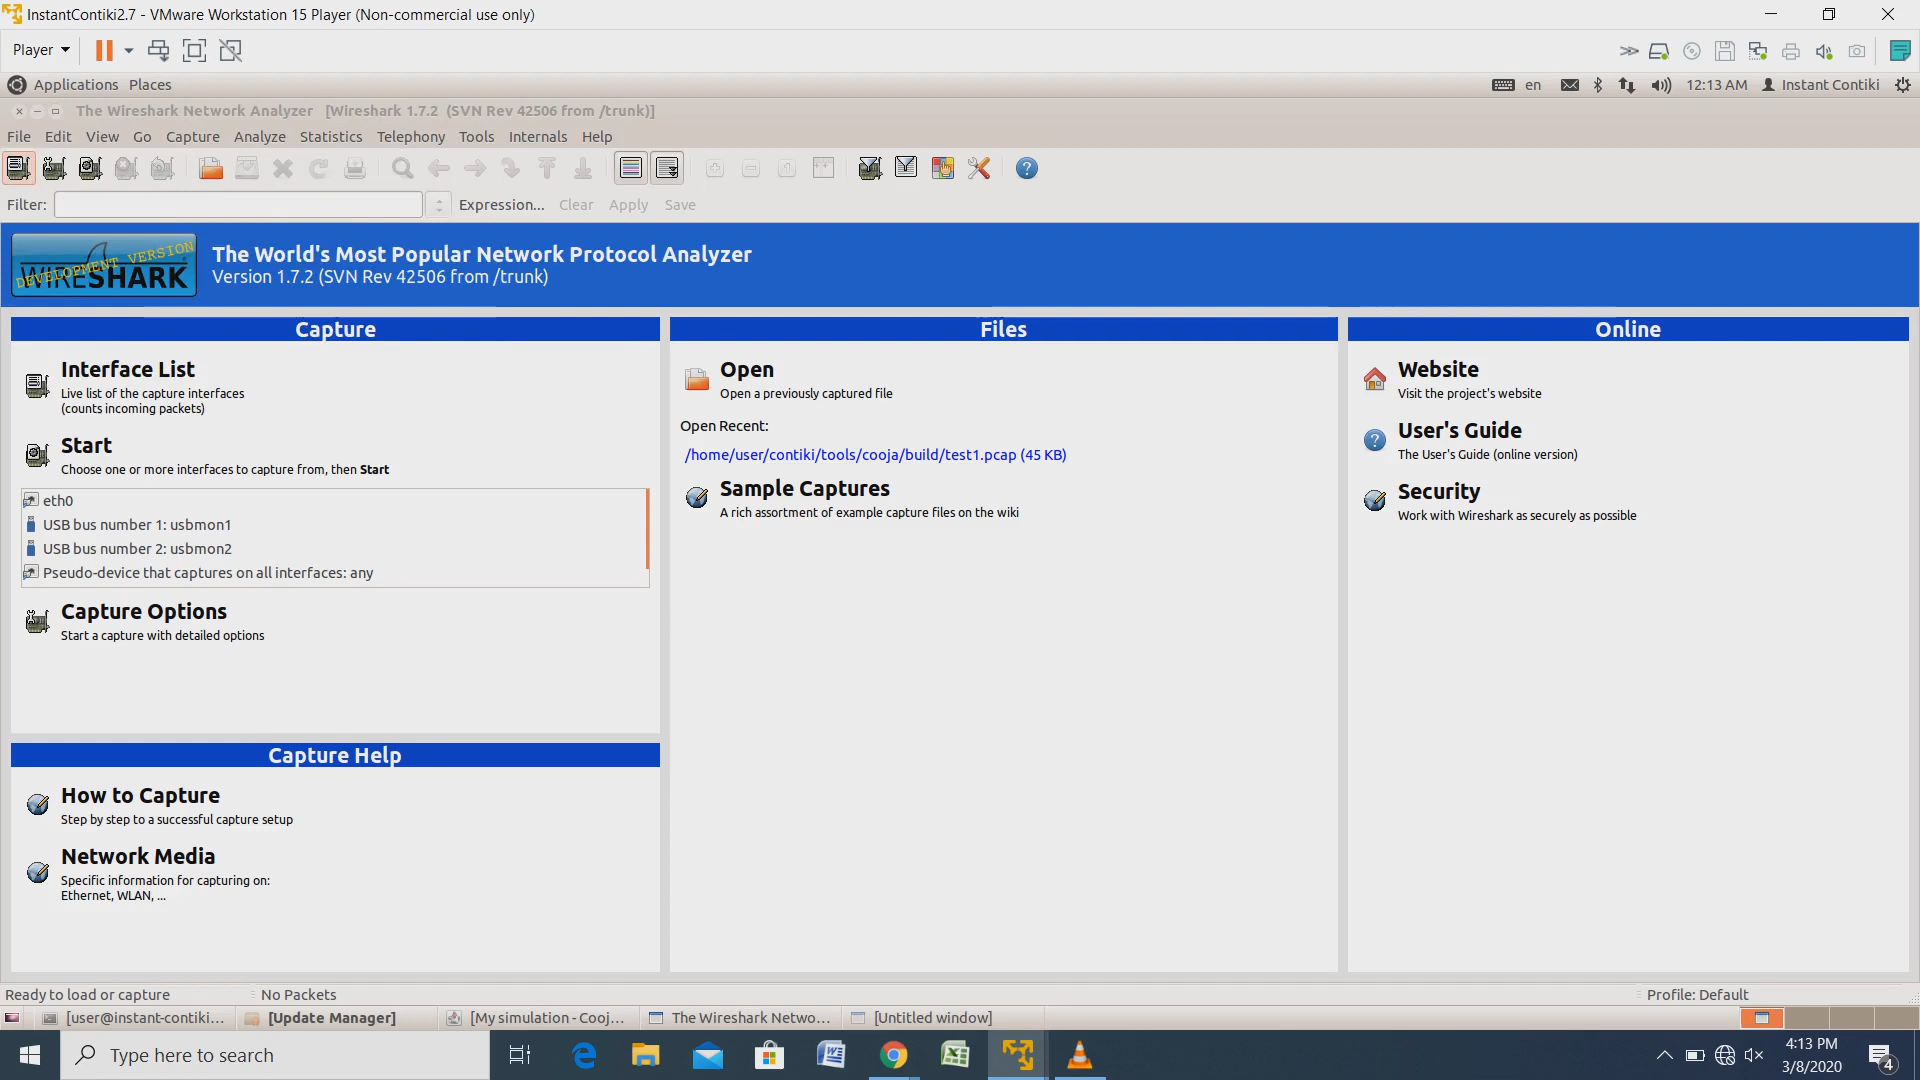 InstantContiki2.7 - VMware Workstation 15 Player (Non-commercial use only)
Player
Applications Places
en 12:13 AM Instant Contiki
The Wireshark Network Analyzer [Wireshark 1.7.2 (SVN Rev 42506 from /trunk)]
File Edit View Go Capture Analyze Statistics Telephony Tools Internals Help
Filter: Expression... Clear Apply Save
WIRESHARK
DEVELOPMENT VERSION
The World's Most Popular Network Protocol Analyzer
Version 1.7.2 (SVN Rev 42506 from /trunk)
Capture
Interface List
Live list of the capture interfaces
(counts incoming packets)
Start
Choose one or more interfaces to capture from, then Start
eth0
USB bus number 1: usbmon1
USB bus number 2: usbmon2
Pseudo-device that captures on all interfaces: any
Capture Options
Start a capture with detailed options
Capture Help
How to Capture
Step by step to a successful capture setup
Network Media
Specific information for capturing on:
Ethernet, WLAN, ...
Files
Open
Open a previously captured file
Open Recent:
/home/user/contiki/tools/cooja/build/test1.pcap (45 KB)
Sample Captures
A rich assortment of example capture files on the wiki
Online
Website
Visit the project's website
User's Guide
The User's Guide (online version)
Security
Work with Wireshark as securely as possible
Ready to load or capture No Packets Profile: Default
[user@instant-contiki... [Update Manager] [My simulation - Cooj... The Wireshark Netwo... [Untitled window]
Type here to search
4:13 PM
3/8/2020
4